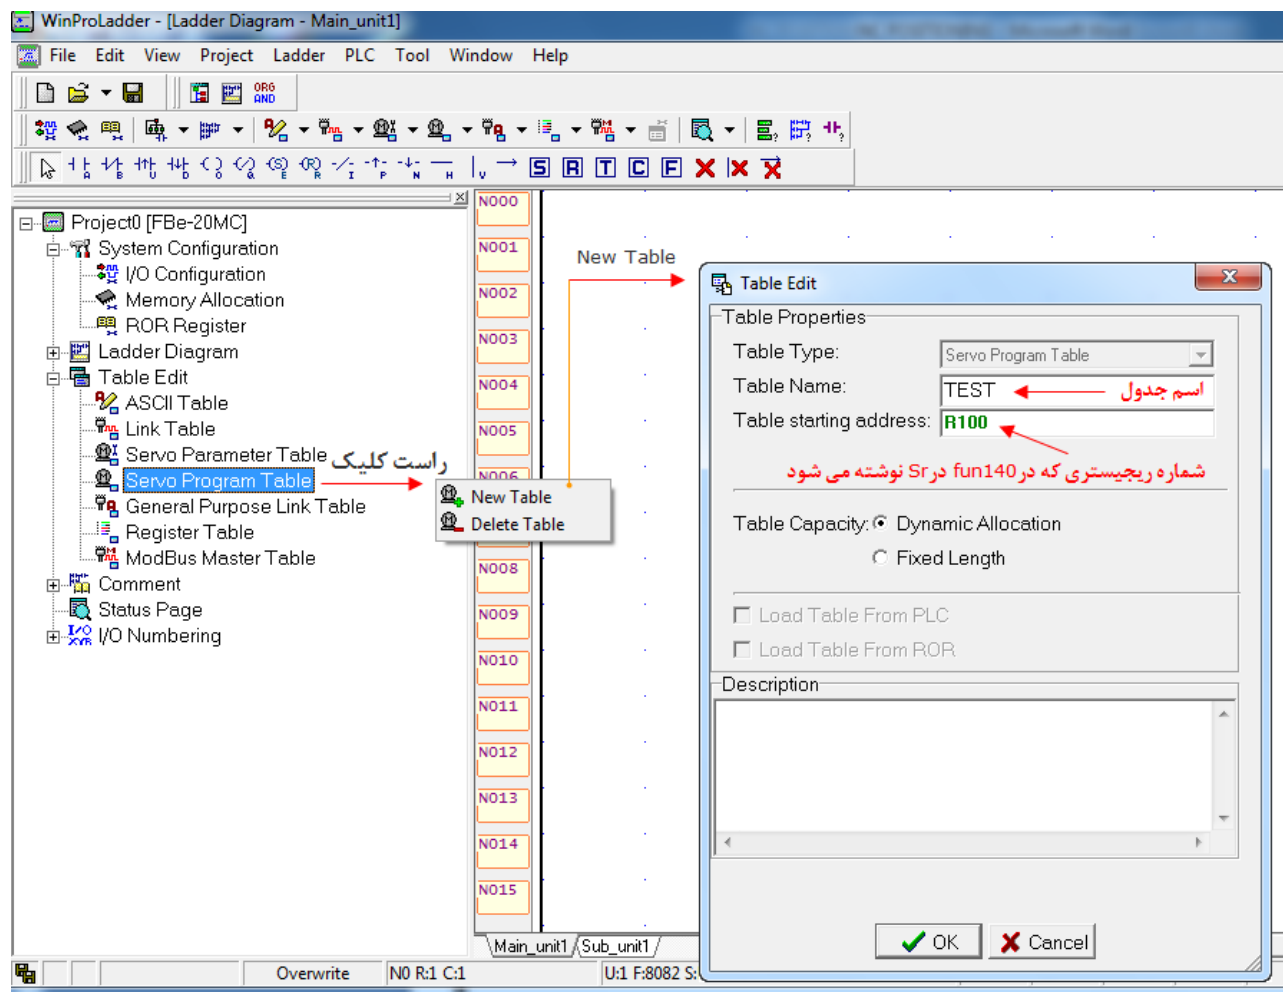 WinProLadder - [Ladder Diagram - Main_unit1]
File Edit View Project Ladder PLC Tool Window Help
ORG
AND
S R T C F
Project0 [FBe-20MC]
System Configuration
I/O Configuration
Memory Allocation
ROR Register
Ladder Diagram
Table Edit
ASCII Table
Link Table
Servo Parameter Table
Servo Program Table
General Purpose Link Table
Register Table
ModBus Master Table
Comment
Status Page
I/O Numbering
راست کلیک
New Table
Delete Table
N000
N001
N002
N003
N004
N005
N006
N008
N009
N010
N011
N012
N013
N014
N015
New Table
Table Edit
Table Properties
Table Type: Servo Program Table
Table Name: TEST
اسم جدول
Table starting address: R100
شماره ریجیستری که در fun140 در Sr نوشته می شود
Table Capacity: Dynamic Allocation
Fixed Length
Load Table From PLC
Load Table From ROR
Description
OK Cancel
Main_unit1 Sub_unit1
Overwrite N0 R:1 C:1 U:1 F:8082 S: